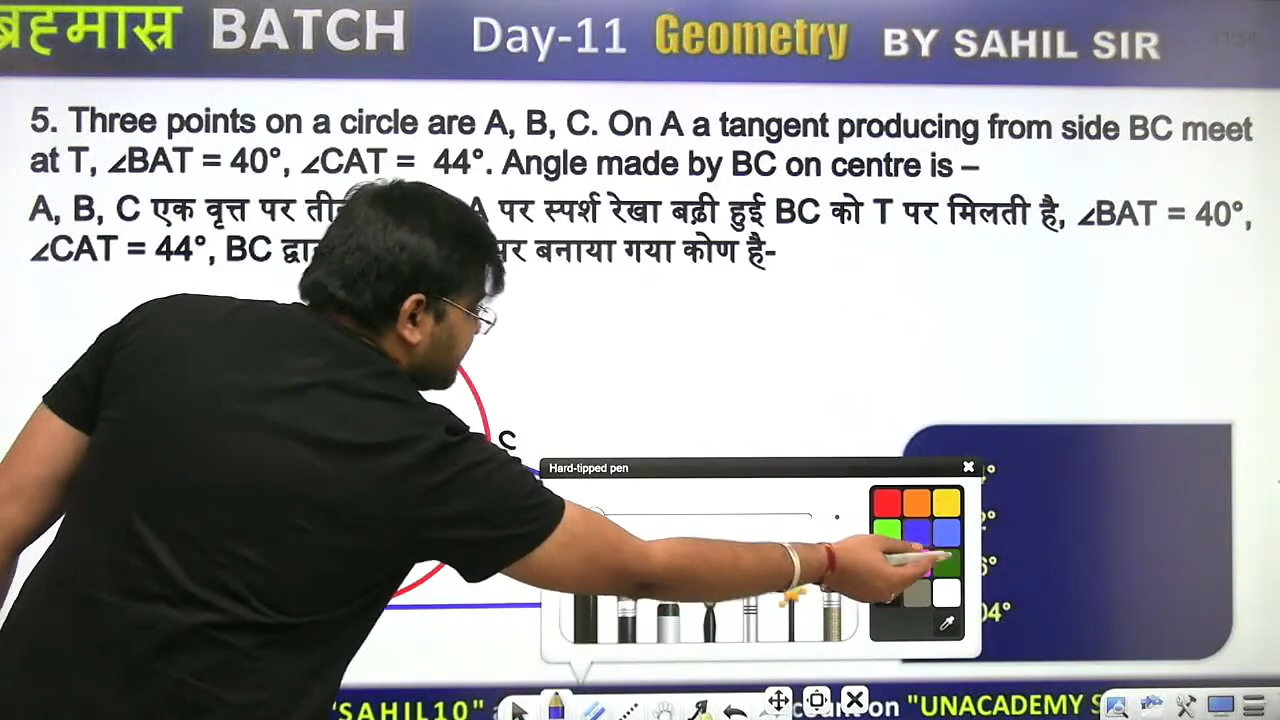 ब्रह्मास्र BATCH Day-11 Geometry BY SAHIL SIR
5. Three points on a circle are A, B, C. On A a tangent producing from side BC meet
at T, ∠BAT = 40°, ∠CAT = 44°. Angle made by BC on centre is –
A, B, C एक वृत्त पर A पर स्पर्श रेखा बढ़ी हुई BC को T पर मिलती है, ∠BAT = 40°,
∠CAT = 44°, BC बनाया गया कोण है-
C
Hard-tipped pen
"SAHIL10" on "UNACADEMY